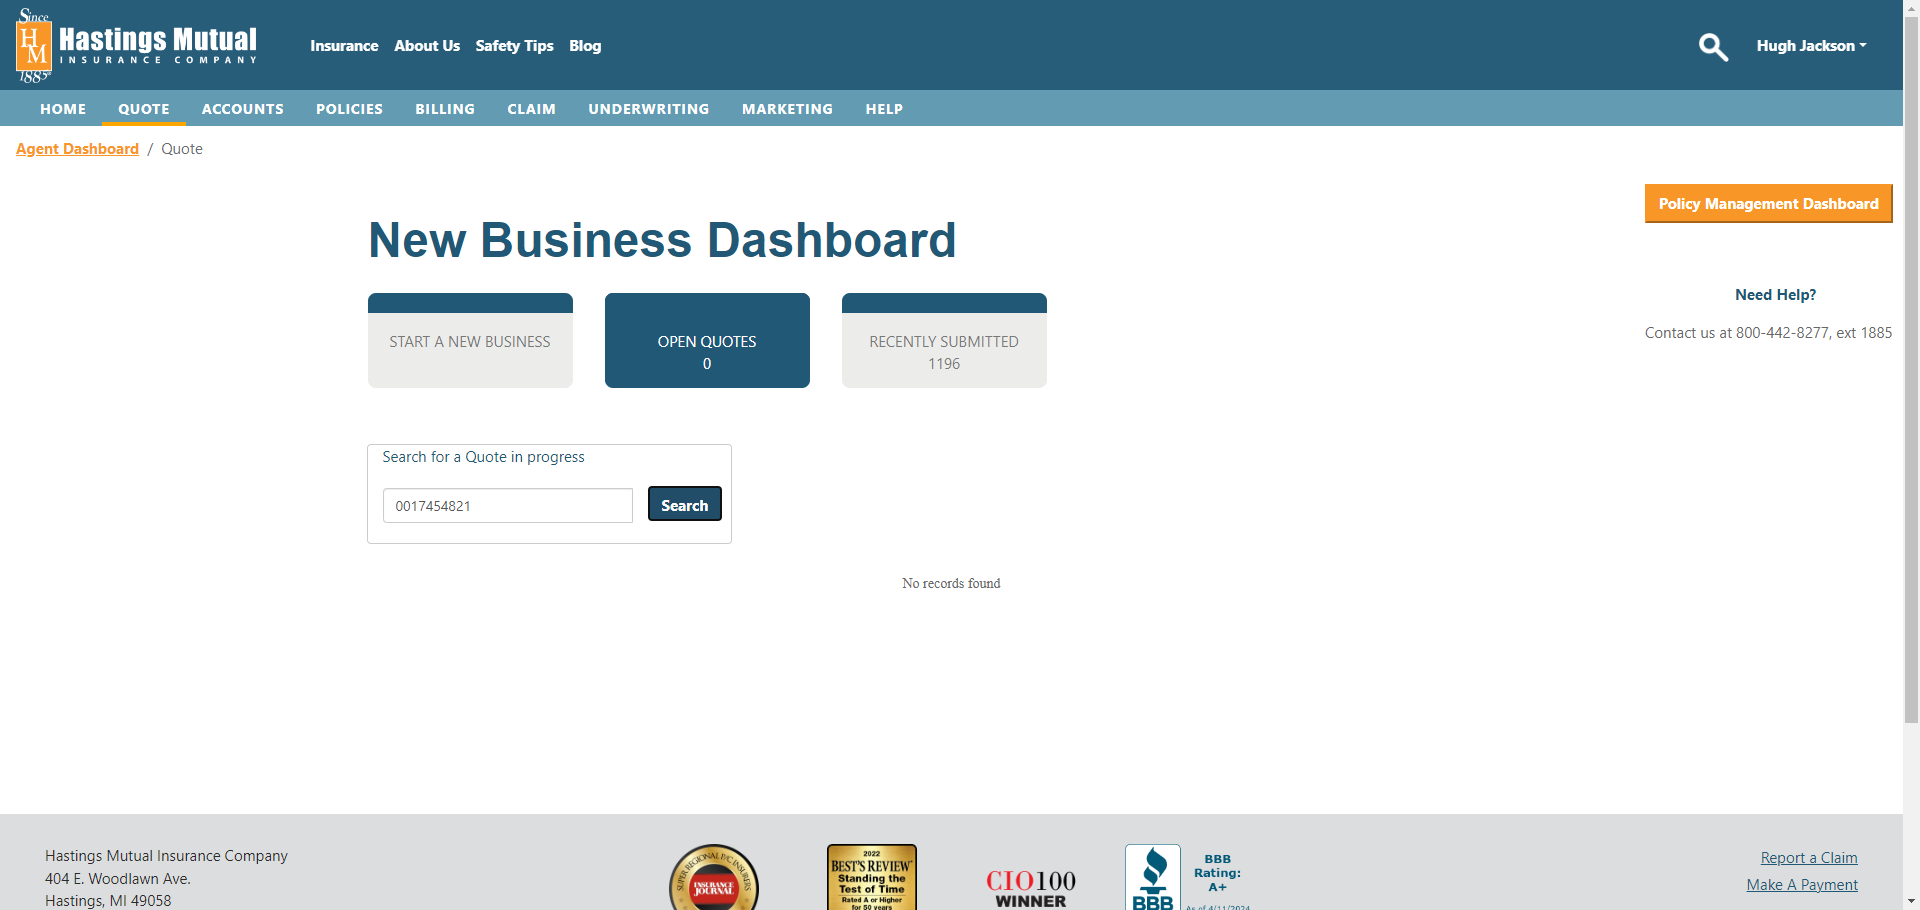 Since
HM
1885
Hastings Mutual
INSURANCE COMPANY
Insurance About Us Safety Tips Blog
Hugh Jackson
HOME QUOTE ACCOUNTS POLICIES BILLING CLAIM UNDERWRITING MARKETING HELP
Agent Dashboard / Quote
Policy Management Dashboard
New Business Dashboard
Need Help?
Contact us at 800-442-8277, ext 1885
START A NEW BUSINESS
OPEN QUOTES
0
RECENTLY SUBMITTED
1196
Search for a Quote in progress
0017454821
Search
No records found
Hastings Mutual Insurance Company
404 E. Woodlawn Ave.
Hastings, MI 49058
SUPER REGIONAL P/C INSURERS
INSURANCE
JOURNAL
2022
BEST'S REVIEW
Standing the
Test of Time
Rated A or Higher
for 50 years
CIO100
WINNER
BBB
BBB
Rating:
A+
As of 4/11/2024
Report a Claim
Make A Payment